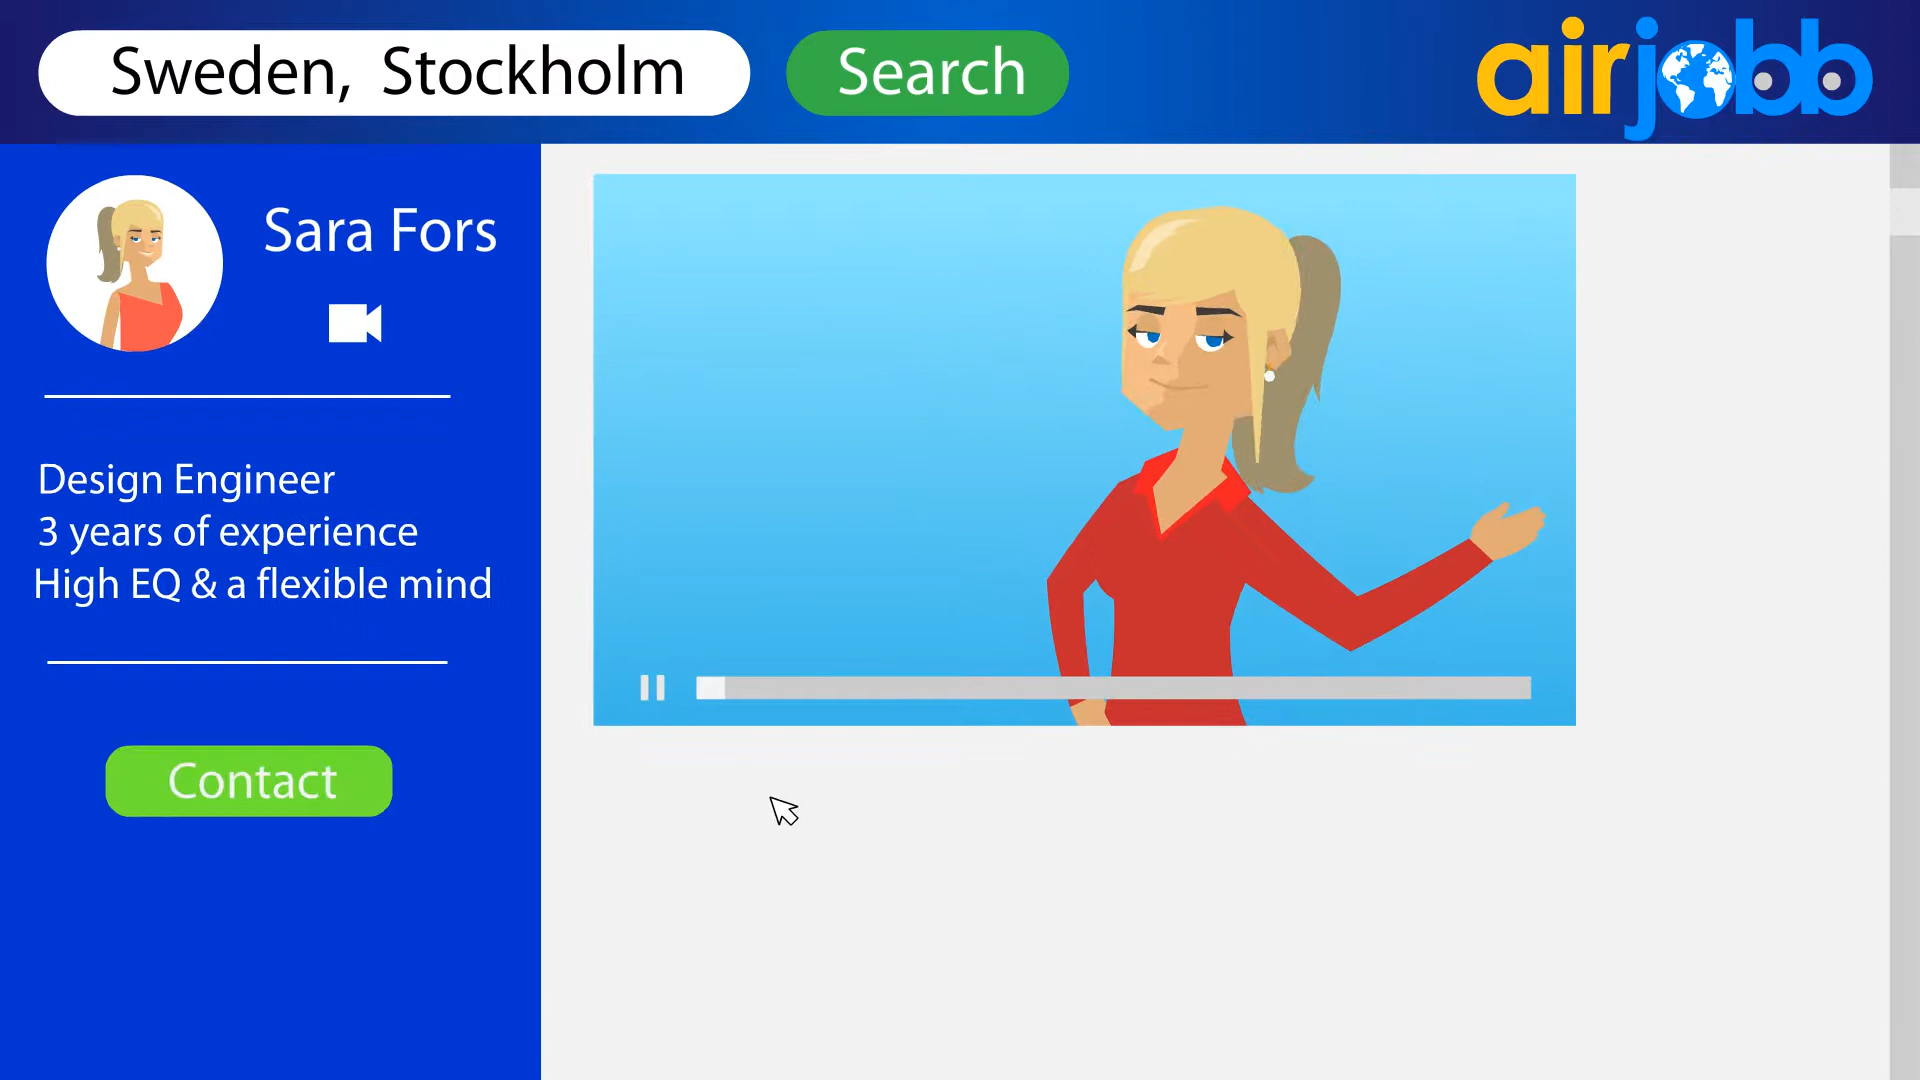 Sweden, Stockholm
Search
airjobb
Sara Fors
Design Engineer
3 years of experience
High EQ & a flexible mind
Contact